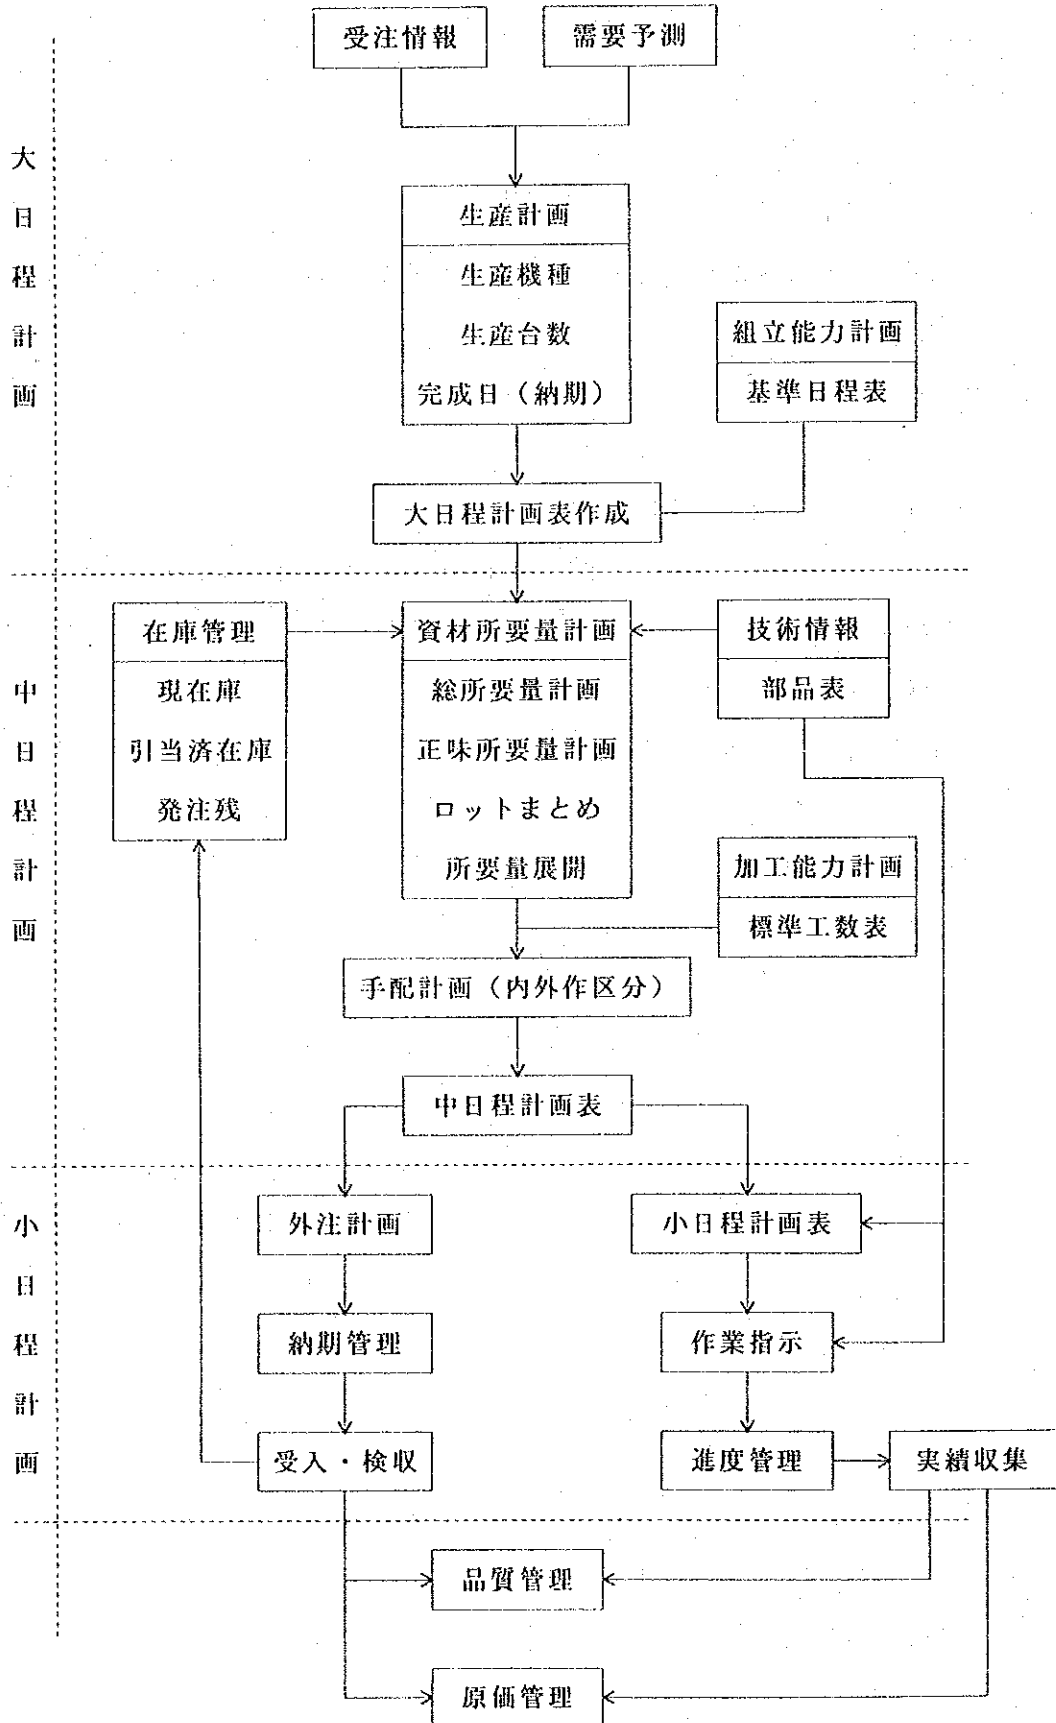 受注情報
需要予測
大日程計画
生産計画
生産機種
生産台数
完成日（納期）
組立能力計画
基準日程表
大日程計画表作成
中日程計画
在庫管理
現在庫
引当済在庫
発注残
資材所要量計画
総所要量計画
正味所要量計画
ロットまとめ
所要量展開
技術情報
部品表
加工能力計画
標準工数表
手配計画（内外作区分）
中日程計画表
小日程計画
外注計画
小日程計画表
納期管理
作業指示
受入・検収
進度管理
実績収集
品質管理
原価管理